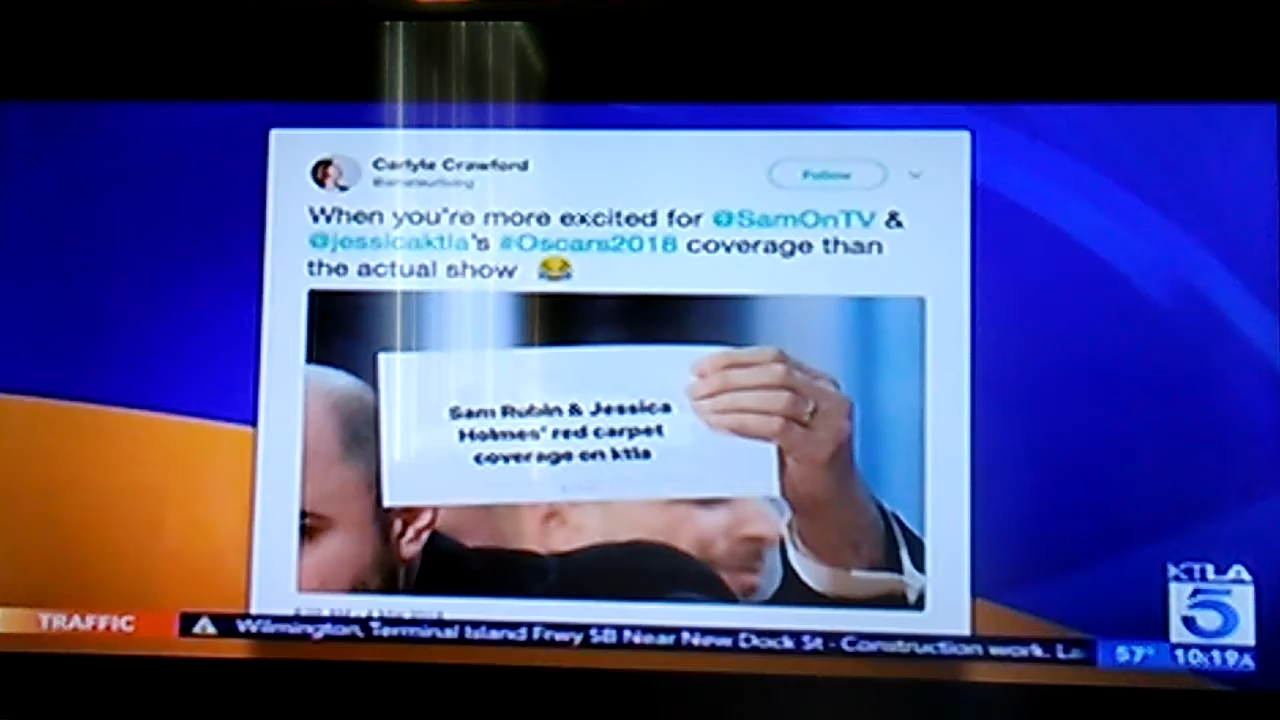 Carlyle Crawford
Follow
When you're more excited for @SamOnTV &
@jessicaktla's #Oscars2018 coverage than
the actual show 😂
Sam Rubin & Jessica
Holmes' red carpet
coverage on ktla
KTLA
5
TRAFFIC
Wilmington, Terminal Island Frwy SB Near New Dock St - Construction work. La
57°
10:19A